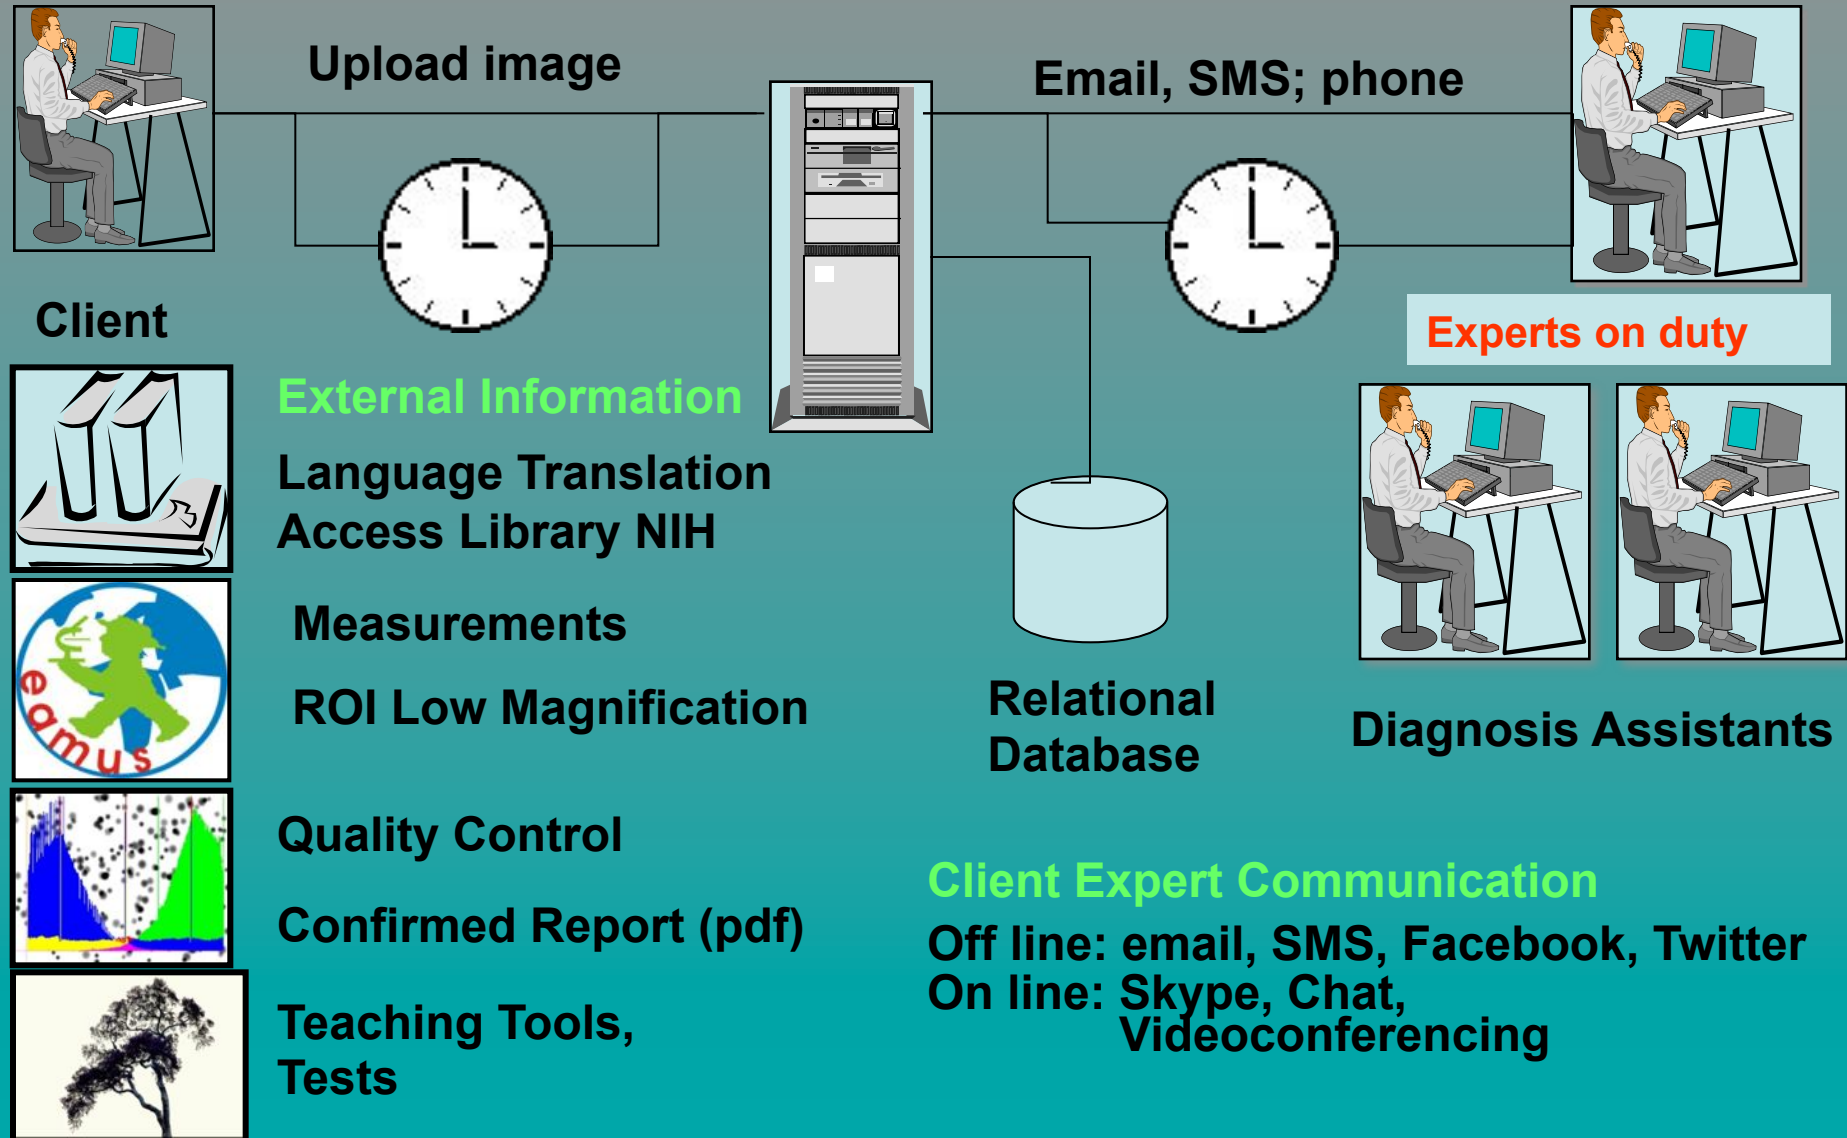 Upload image
Email, SMS; phone
Client
Experts on duty
External Information
Language Translation
Access Library NIH
eamus
Measurements
ROI Low Magnification
Relational
Database
Diagnosis Assistants
Quality Control
Confirmed Report (pdf)
Client Expert Communication
Off line: email, SMS, Facebook, Twitter
On line: Skype, Chat,
Videoconferencing
Teaching Tools,
Tests